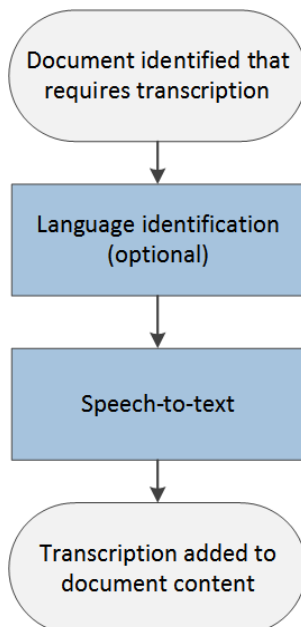 Document identified that
requires transcription
Language identification
(optional)
Speech-to-text
Transcription added to
document content